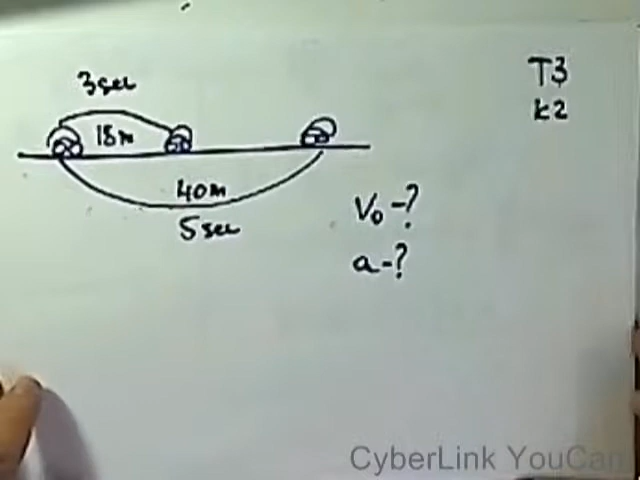 3sec
18m
40m
5sec
V₀-?
a-?
T3
k2
CyberLink YouCam